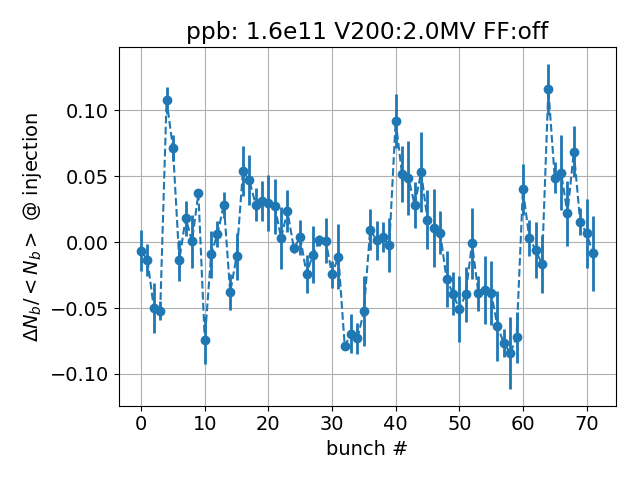 ppb: 1.6e11 V200:2.0MV FF:off
ΔN_b/ < N_b > @ injection
0.10
0.05
0.00
−0.05
−0.10
0 10 20 30 40 50 60 70
bunch #